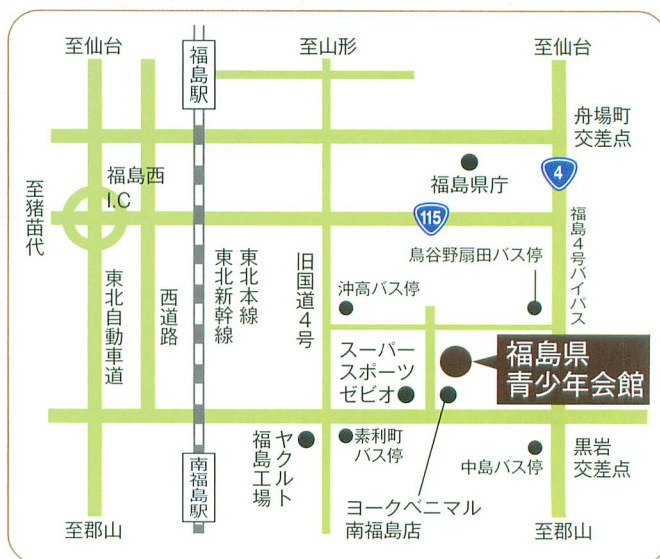 至仙台
福島駅
至山形
至仙台
舟場町
交差点
福島県庁
4
福島西
I.C
至猪苗代
115
鳥谷野扇田バス停
福島4号バイパス
東北自動車道
西道路
東北新幹線
東北本線
旧国道4号
沖高バス停
スーパー
スポーツ
ゼビオ
福島県
青少年会館
ヤクルト
福島工場
素利町
バス停
中島バス停
黒岩
交差点
南福島駅
ヨークベニマル
南福島店
至郡山
至郡山